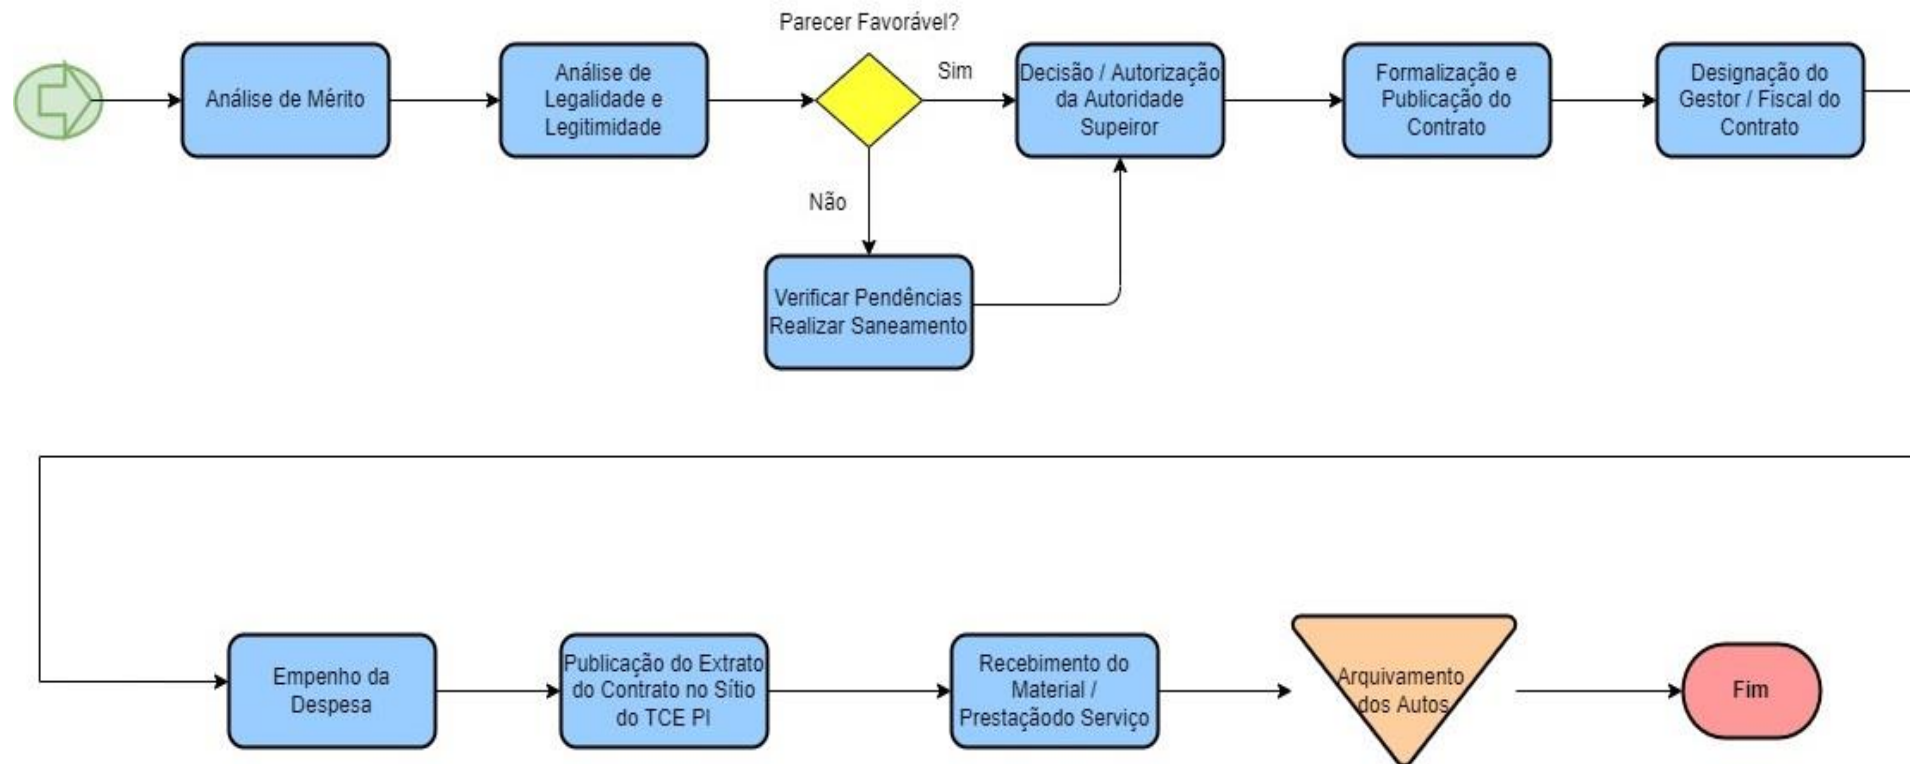 Parecer Favorável?
Análise de Mérito
Análise de
Legalidade e
Legitimidade
Sim
Decisão / Autorização
da Autoridade
Supeiror
Formalização e
Publicação do
Contrato
Designação do
Gestor / Fiscal do
Contrato
Não
Verificar Pendências
Realizar Saneamento
Empenho da
Despesa
Publicação do Extrato
do Contrato no Sítio
do TCE PI
Recebimento do
Material /
Prestaçãodo Serviço
Arquivamento
dos Autos
Fim